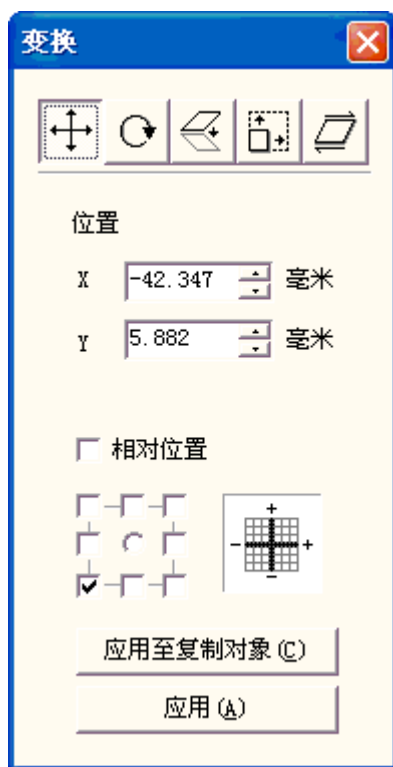 变换
位置
X -42.347 毫米
Y 5.882 毫米
相对位置
+
- +
-
应用至复制对象(C)
应用(A)